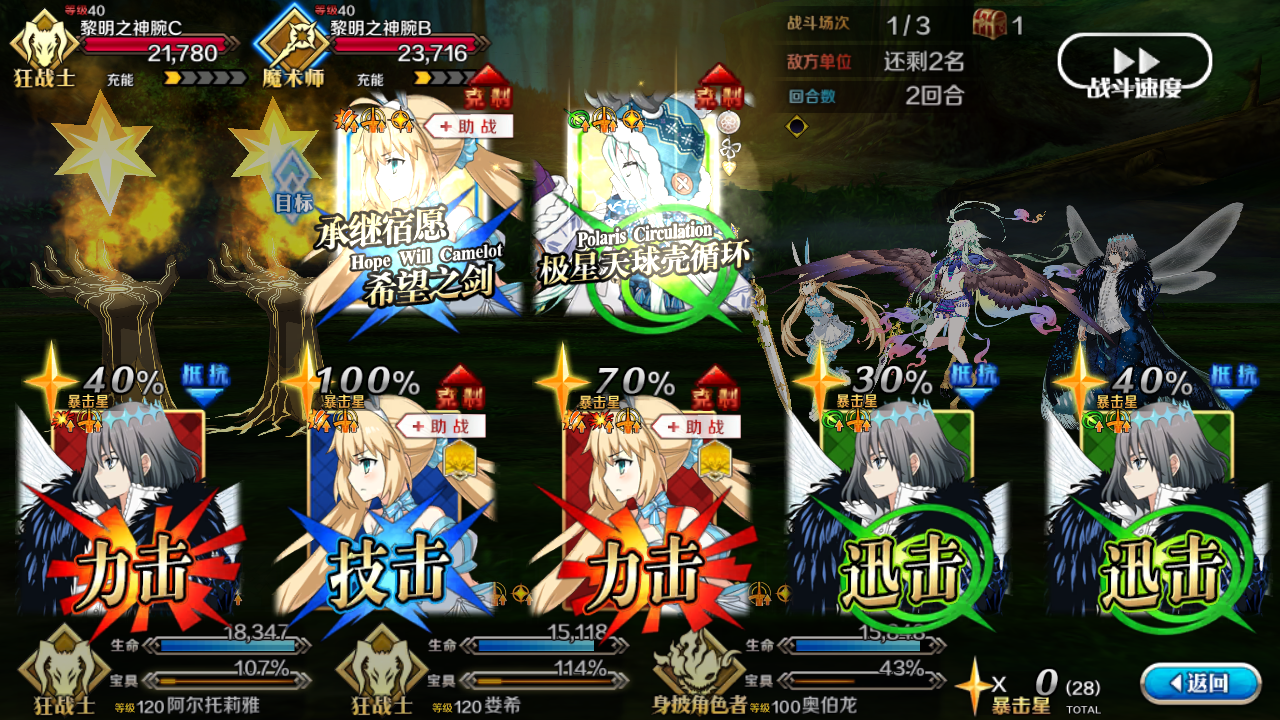 等级40
黎明之神腕C
21,780
狂战士
充能
等级40
黎明之神腕B
23,716
魔术师
充能
战斗场次 1/3
1
敌方单位 还剩2名
回合数 2回合
战斗速度
克制
助战
克制
目标
承继宿愿
Hope Will Camelot
希望之剑
Polaris Circulation
极星天球壳循环
40%
暴击星
抵抗
100%
暴击星
克制
助战
70%
暴击星
克制
助战
30%
暴击星
抵抗
40%
暴击星
抵抗
力击
技击
力击
迅击
迅击
生命 18,347
宝具 107%
狂战士
等级120 阿尔托莉雅
生命 15,118
宝具 114%
狂战士
等级120 娄希
生命
宝具 43%
身披角色者
等级100 奥伯龙
X 0 (28)
暴击星 TOTAL
返回